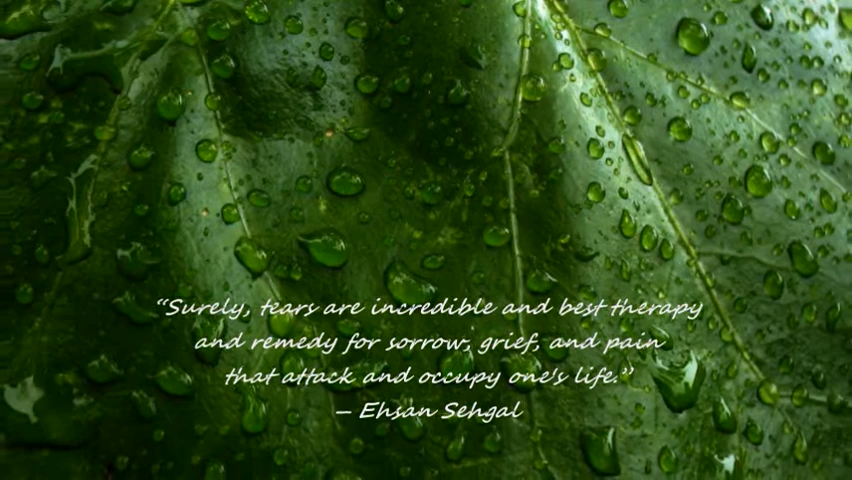 “Surely, tears are incredible and best therapy
and remedy for sorrow, grief, and pain
that attack and occupy one's life.”
– Ehsan Sehgal